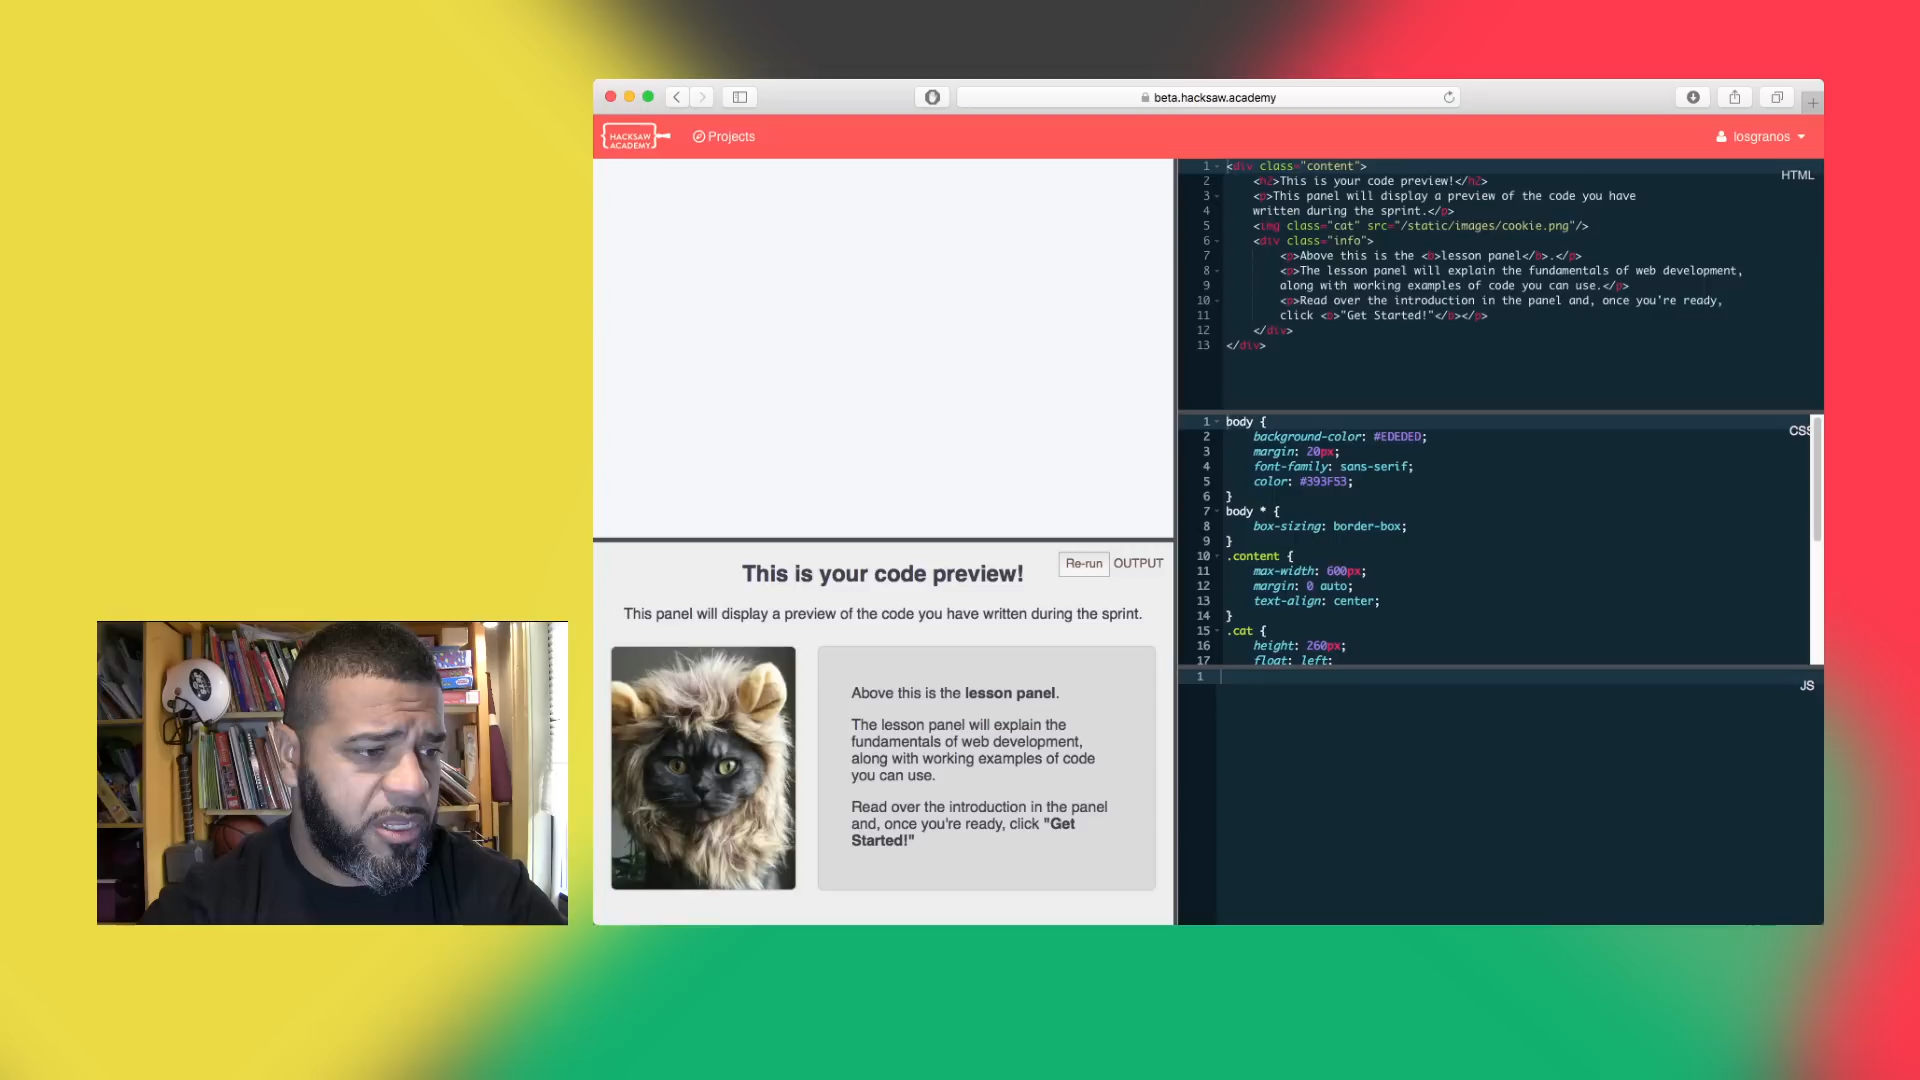 beta.hacksaw.academy
HACKSAW
ACADEMY
Projects
losgranos
1 <div class="content">
HTML
2 <h2>This is your code preview!</h2>
3 <p>This panel will display a preview of the code you have
4 written during the sprint.</p>
5 <img class="cat" src="/static/images/cookie.png"/>
6 <div class="info">
7 <p>Above this is the <b>lesson panel</b>.</p>
8 <p>The lesson panel will explain the fundamentals of web development,
9 along with working examples of code you can use.</p>
10 <p>Read over the introduction in the panel and, once you're ready,
11 click <b>"Get Started!"</b></p>
12 </div>
13 </div>
1 body {
CSS
2 background-color: #EDEDED;
3 margin: 20px;
4 font-family: sans-serif;
5 color: #393F53;
6 }
7 body * {
8 box-sizing: border-box;
9 }
10 .content {
11 max-width: 600px;
12 margin: 0 auto;
13 text-align: center;
14 }
15 .cat {
16 height: 260px;
17 float: left;
1
JS
Re-run OUTPUT
This is your code preview!
This panel will display a preview of the code you have written during the sprint.
Above this is the lesson panel.
The lesson panel will explain the
fundamentals of web development,
along with working examples of code
you can use.
Read over the introduction in the panel
and, once you're ready, click "Get
Started!"